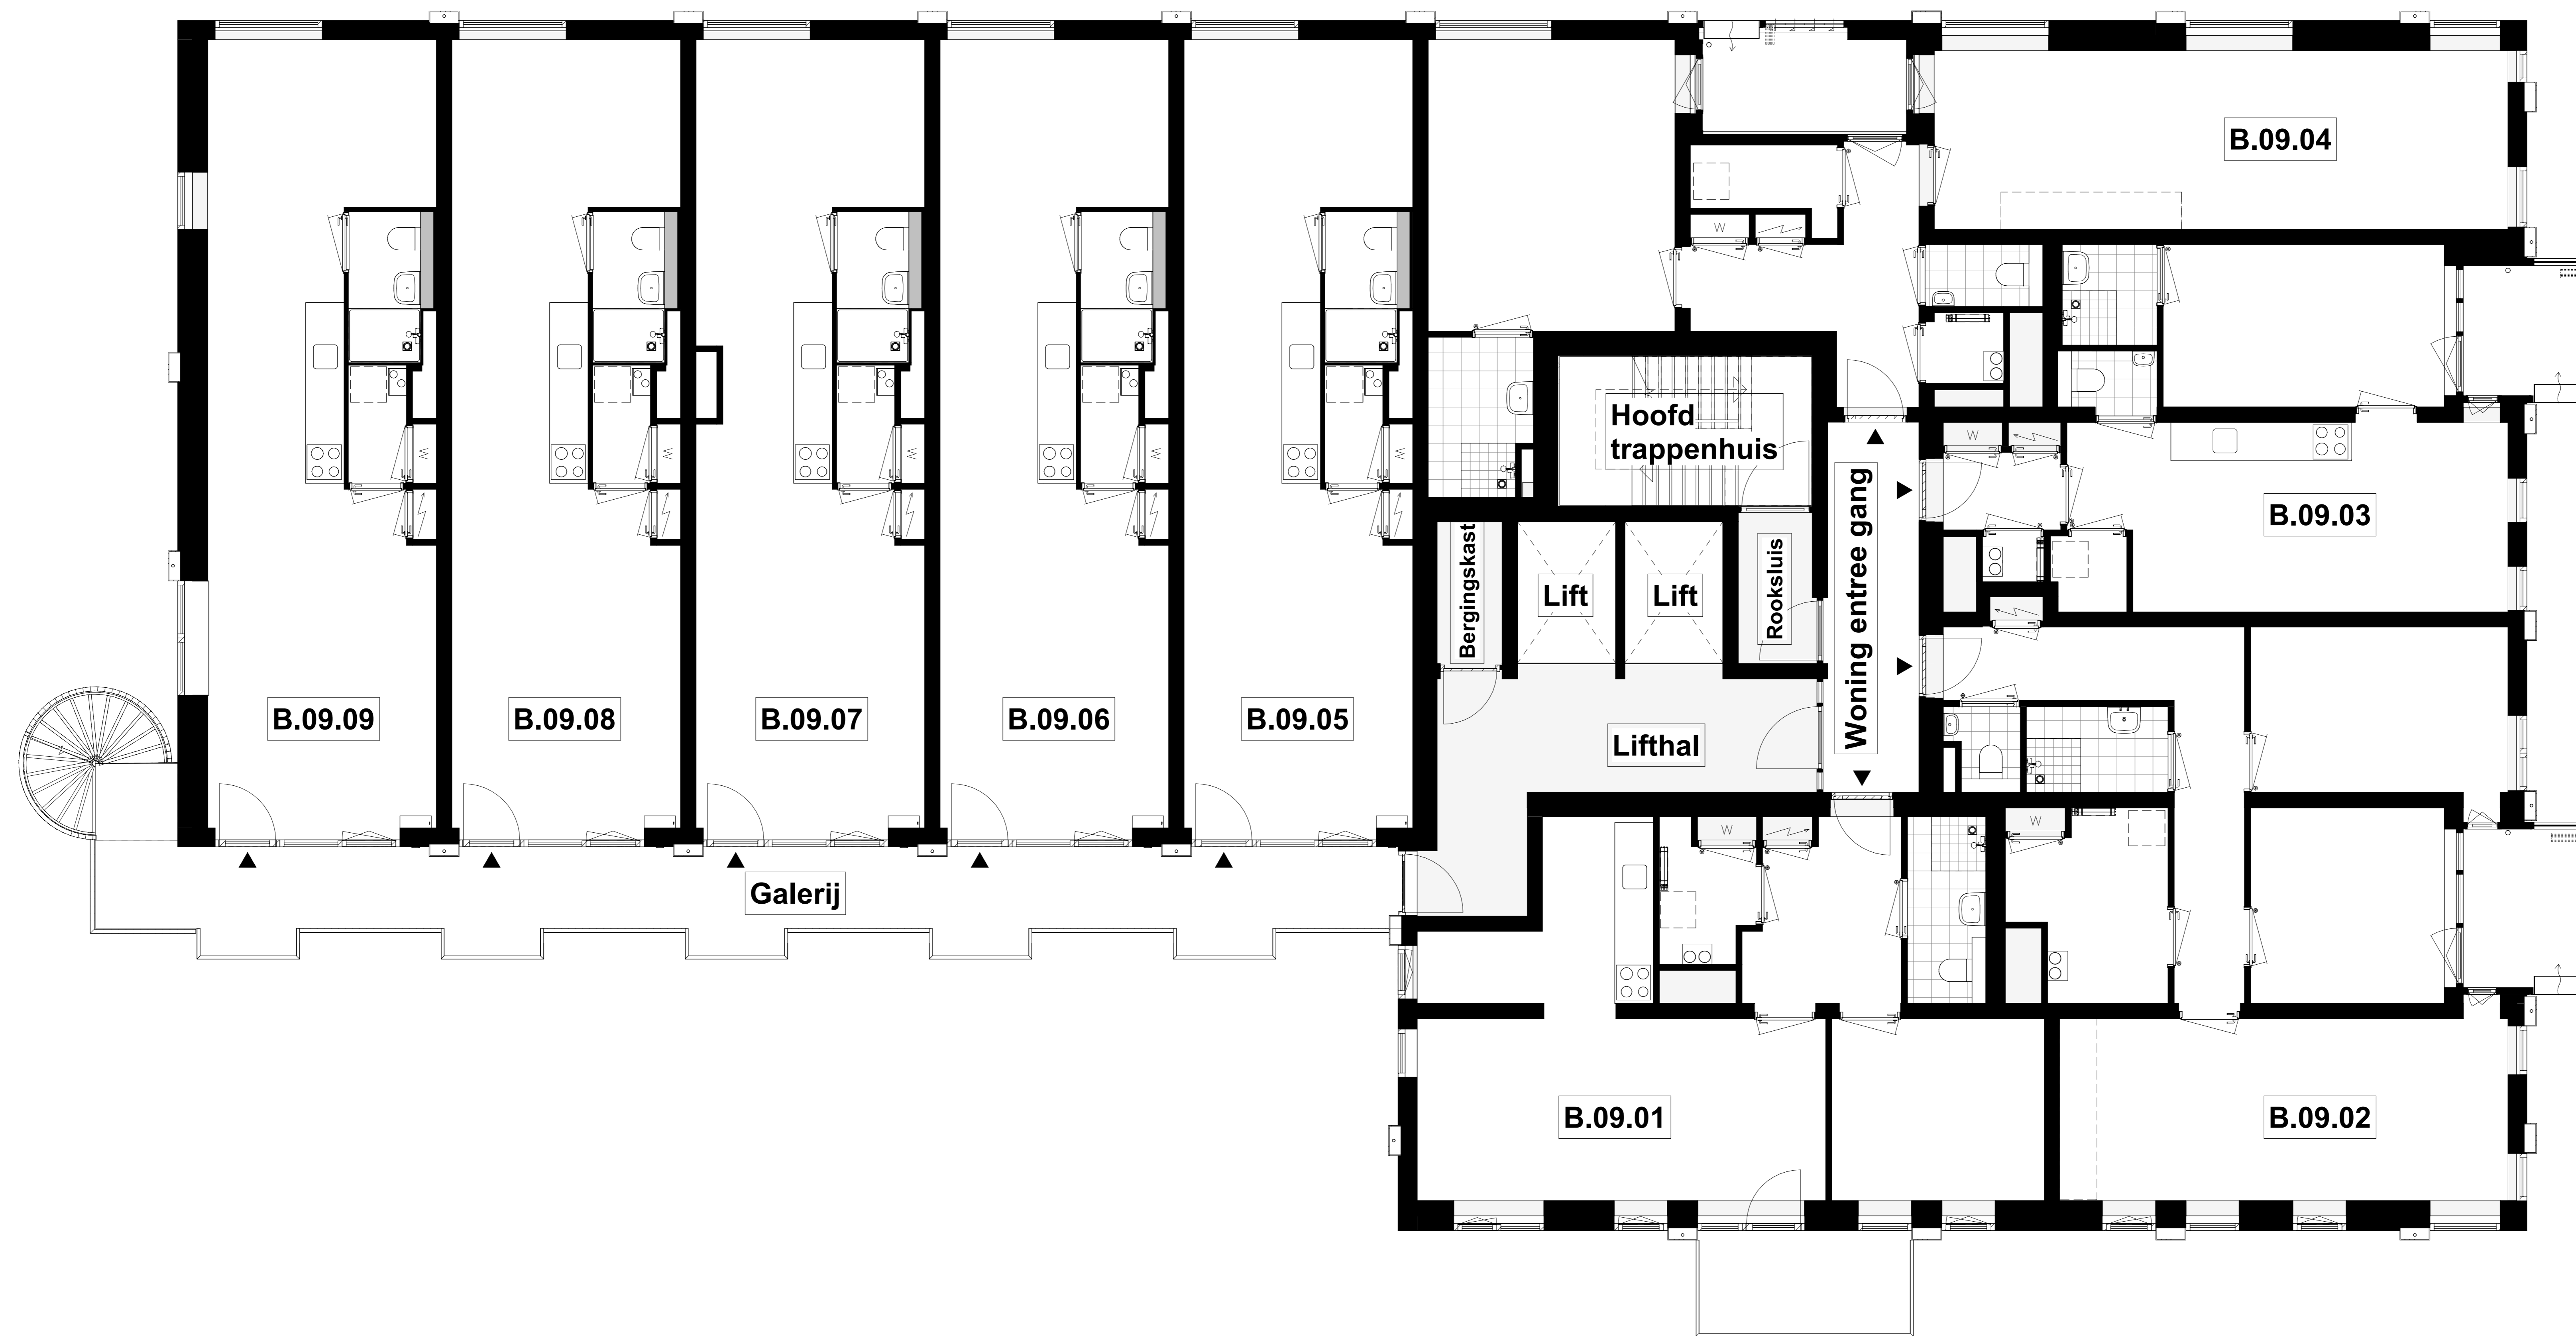 B.09.04
W
Hoofd
trappenhuis
W
W
W
W
W
W
Woning entree gang
B.09.03
Bergingskast
Lift
Lift
Rooksluis
B.09.09
B.09.08
B.09.07
B.09.06
B.09.05
Lifthal
W
W
Galerij
B.09.01
B.09.02